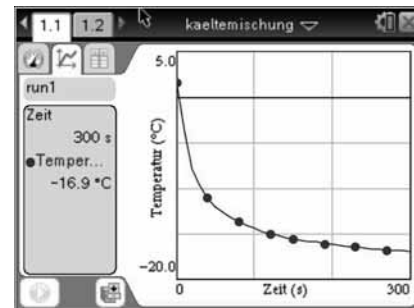 1.1 1.2 kaeltemischung
run1
Zeit
300 s
Temper...
-16.9 °C
5.0
Temperatur (°C)
-20.0
0 Zeit (s) 300